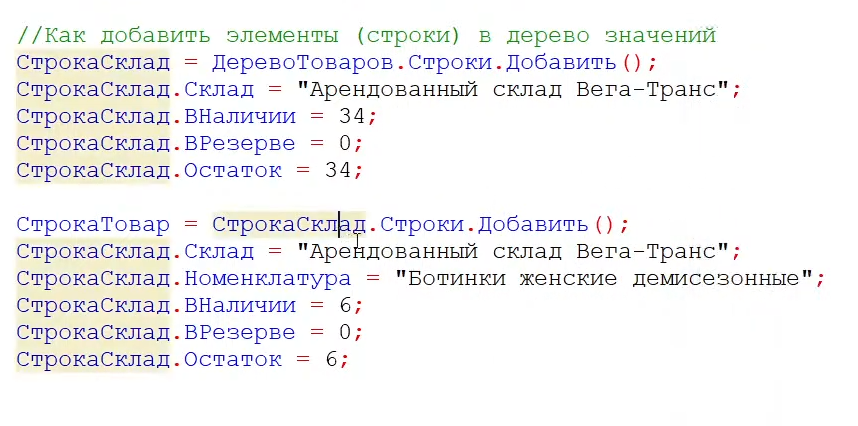 //Как добавить элементы (строки) в дерево значений
СтрокаСклад = ДеревоТоваров.Строки.Добавить();
СтрокаСклад.Склад = "Арендованный склад Вега-Транс";
СтрокаСклад.ВНаличии = 34;
СтрокаСклад.ВРезерве = 0;
СтрокаСклад.Остаток = 34;
СтрокаТовар = СтрокаСклад.Строки.Добавить();
СтрокаСклад.Склад = "Арендованный склад Вега-Транс";
СтрокаСклад.Номенклатура = "Ботинки женские демисезонные";
СтрокаСклад.ВНаличии = 6;
СтрокаСклад.ВРезерве = 0;
СтрокаСклад.Остаток = 6;